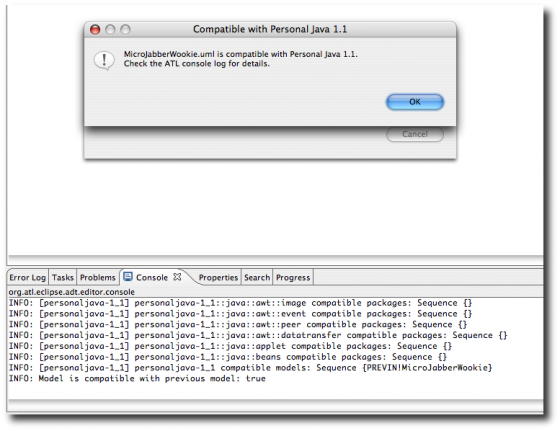 Compatible with Personal Java 1.1
MicroJabberWookie.uml is compatible with Personal Java 1.1.
Check the ATL console log for details.
OK
Cancel
Error Log Tasks Problems Console Properties Search Progress
org.atl.eclipse.adt.editor.console
INFO: [personaljava-1_1] personaljava-1_1::java::awt::image compatible packages: Sequence {}
INFO: [personaljava-1_1] personaljava-1_1::java::awt::event compatible packages: Sequence {}
INFO: [personaljava-1_1] personaljava-1_1::java::awt::peer compatible packages: Sequence {}
INFO: [personaljava-1_1] personaljava-1_1::java::awt::datatransfer compatible packages: Sequence {}
INFO: [personaljava-1_1] personaljava-1_1::java::applet compatible packages: Sequence {}
INFO: [personaljava-1_1] personaljava-1_1::java::beans compatible packages: Sequence {}
INFO: [personaljava-1_1] personaljava-1_1 compatible models: Sequence {PREVIN!MicroJabberWookie}
INFO: Model is compatible with previous model: true